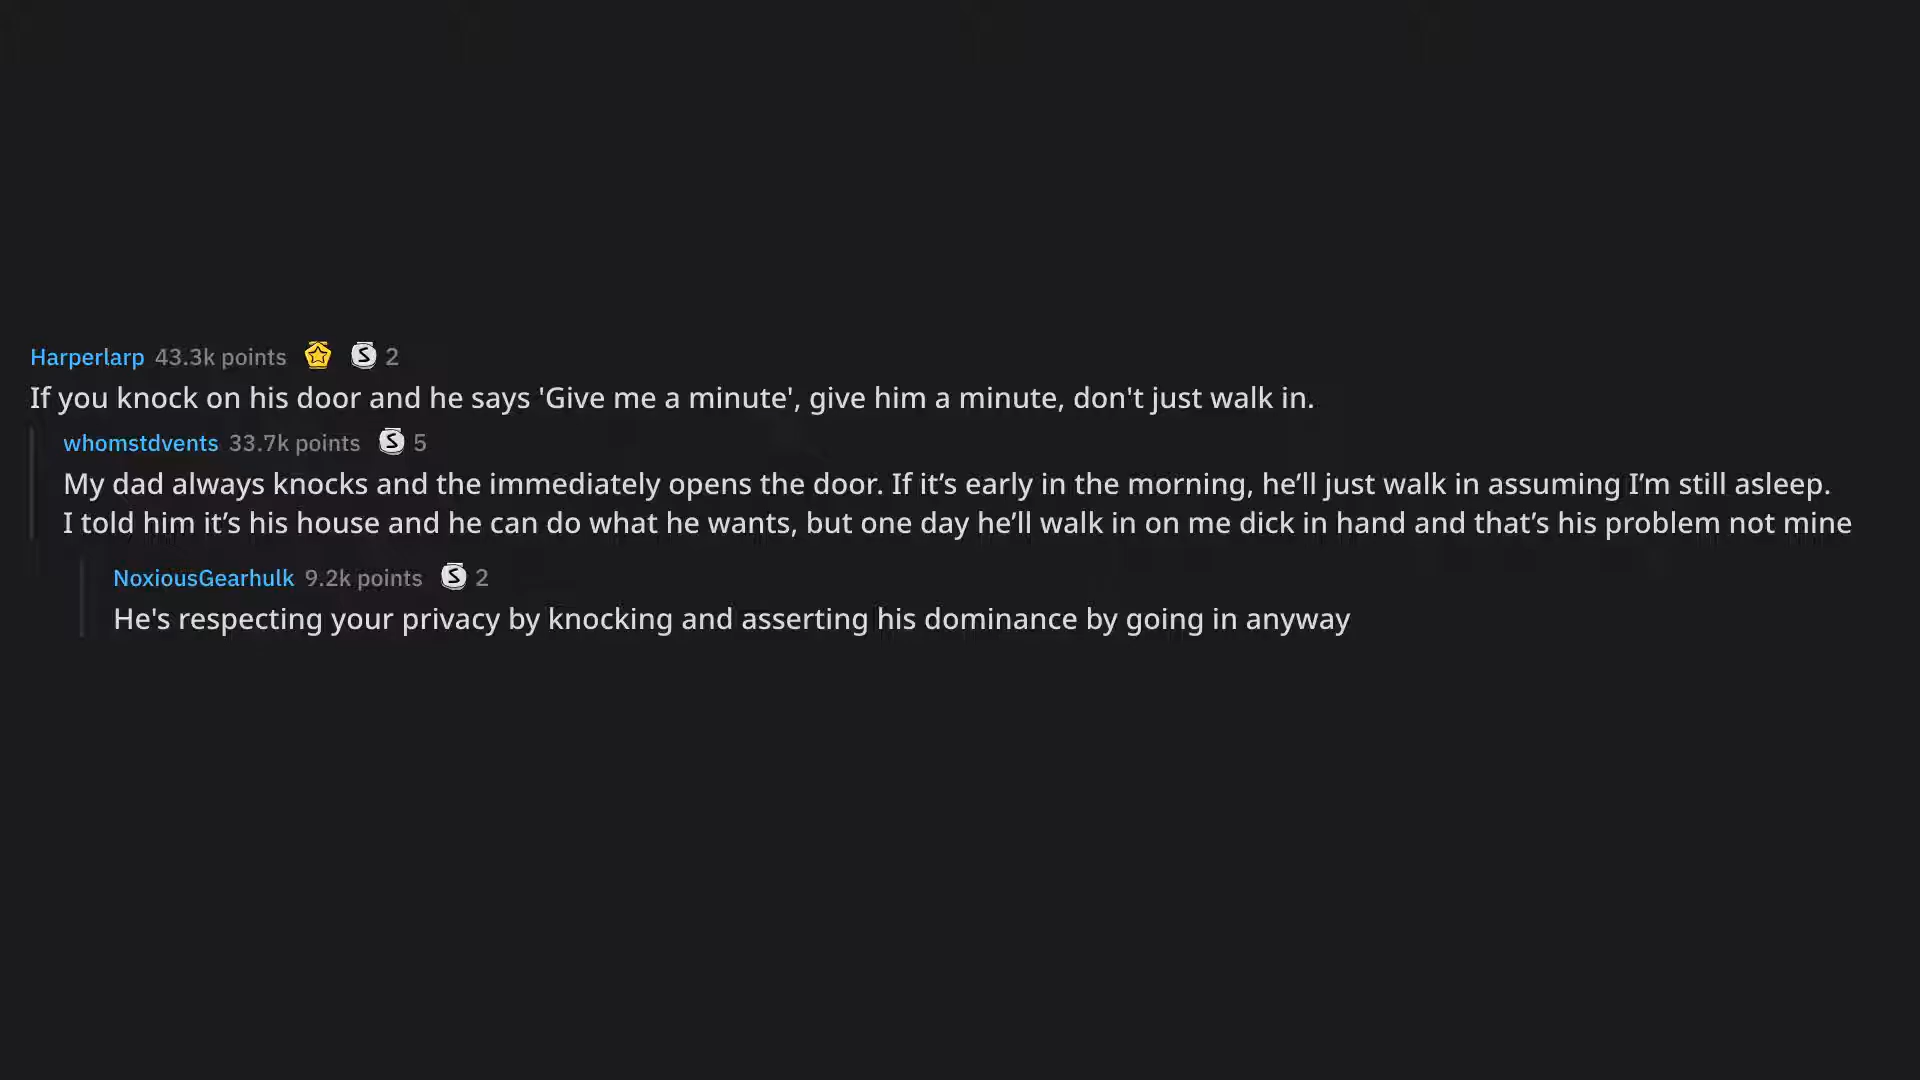 Harperlarp 43.3k points 2
If you knock on his door and he says 'Give me a minute', give him a minute, don't just walk in.
whomstdvents 33.7k points S 5
My dad always knocks and the immediately opens the door. If it’s early in the morning, he’ll just walk in assuming I’m still asleep.
I told him it’s his house and he can do what he wants, but one day he’ll walk in on me dick in hand and that’s his problem not mine
NoxiousGearhulk 9.2k points S 2
He's respecting your privacy by knocking and asserting his dominance by going in anyway